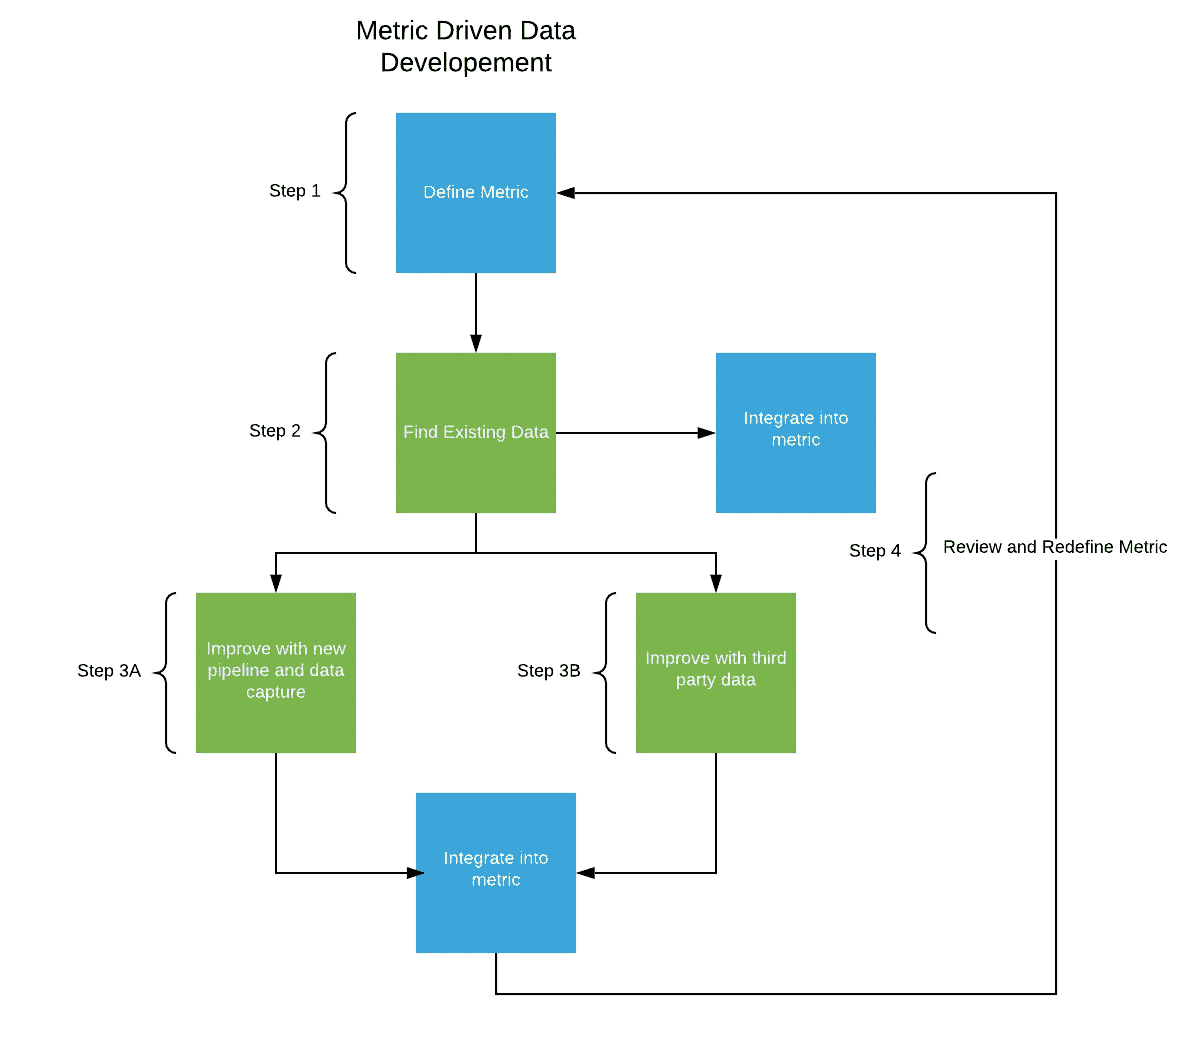 Metric Driven Data
Developement
Step 1
Define Metric
Step 2
Find Existing Data
Integrate into
metric
Step 4
Review and Redefine Metric
Step 3A
Improve with new
pipeline and data
capture
Step 3B
Improve with third
party data
Integrate into
metric